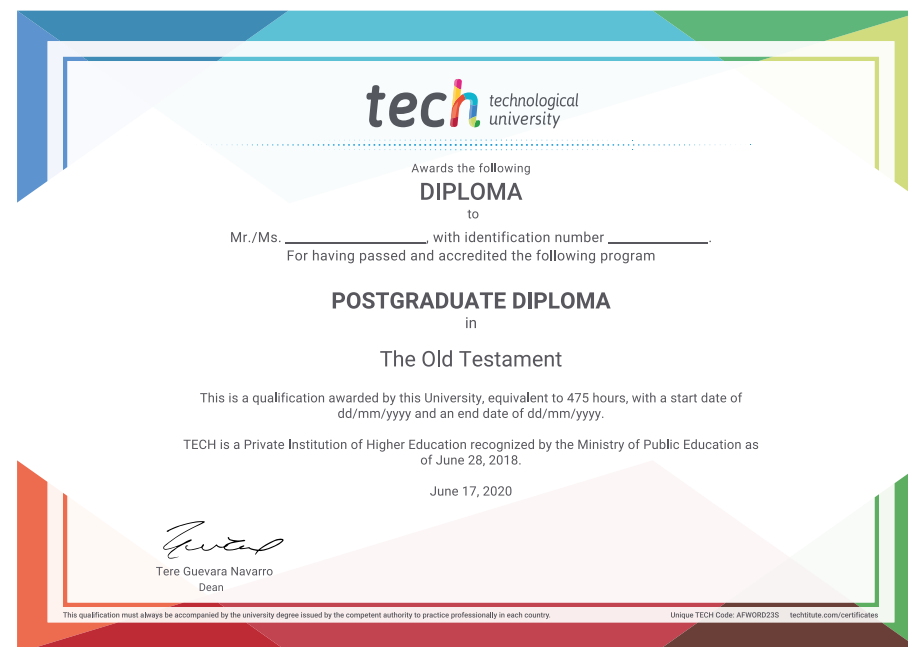 tech technological
university
Awards the following
DIPLOMA
to
Mr./Ms. ____________, with identification number _________.
For having passed and accredited the following program
POSTGRADUATE DIPLOMA
in
The Old Testament
This is a qualification awarded by this University, equivalent to 475 hours, with a start date of
dd/mm/yyyy and an end date of dd/mm/yyyy.
TECH is a Private Institution of Higher Education recognized by the Ministry of Public Education as
of June 28, 2018.
June 17, 2020
Tere Guevara Navarro
Dean
This qualification must always be accompanied by the university degree issued by the competent authority to practice professionally in each country. Unique TECH Code: AFWORD23S techtitute.com/certificates